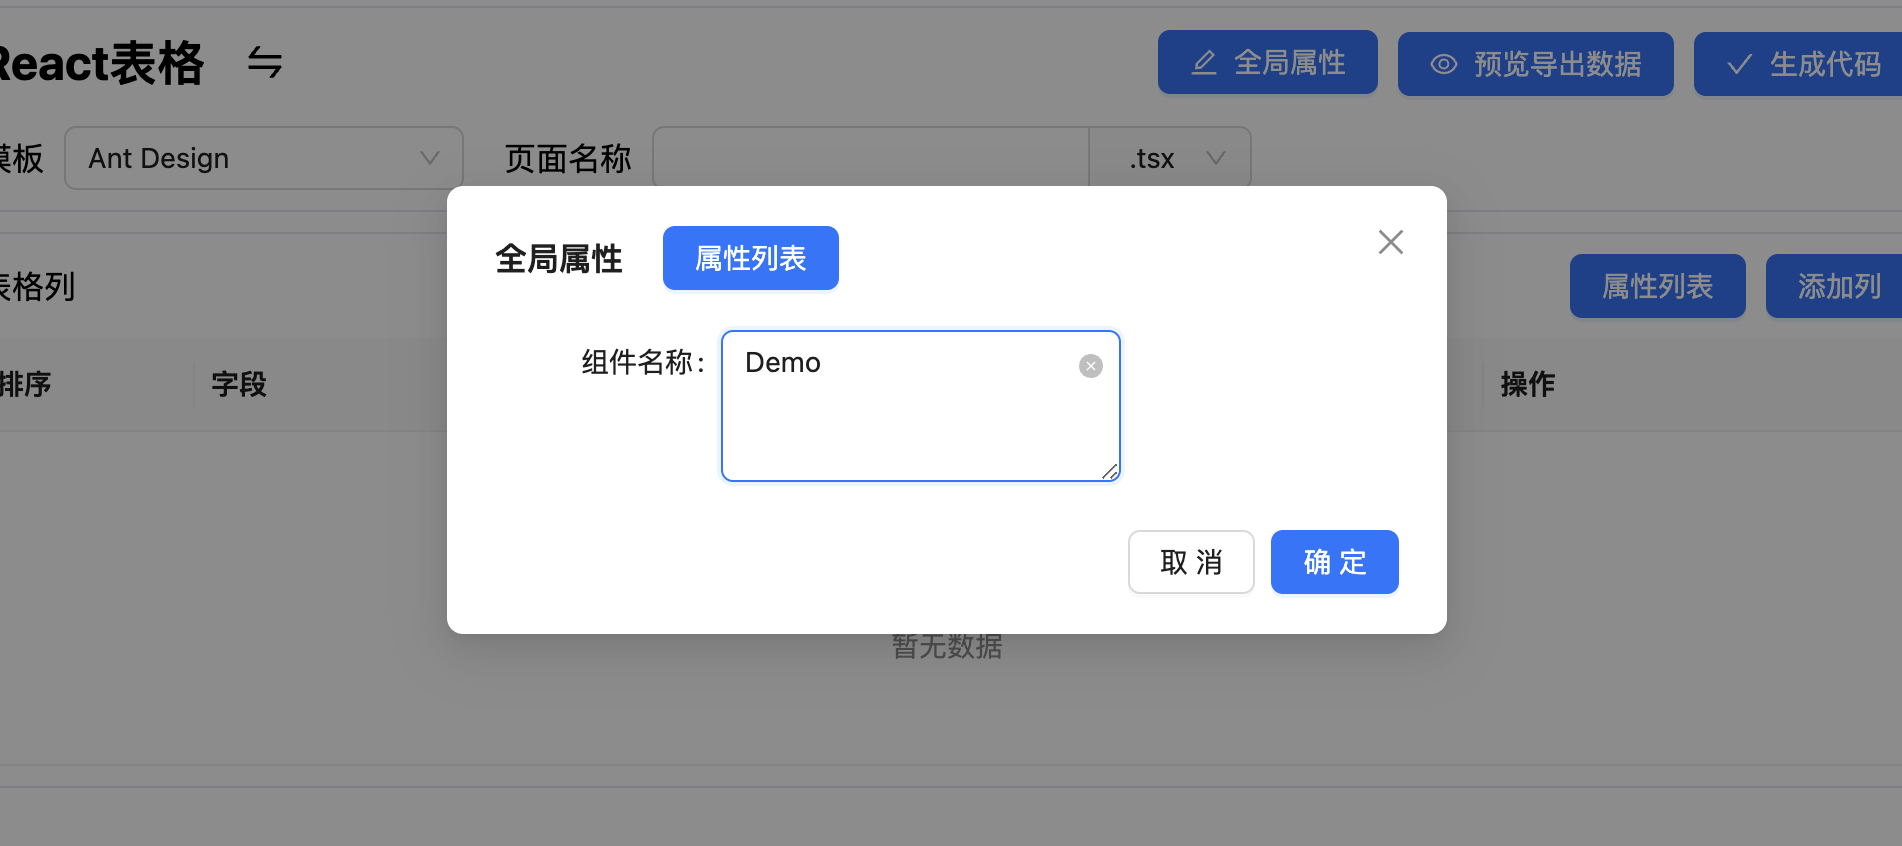 React表格
全局属性
预览导出数据
生成代码
模板
Ant Design
页面名称
.tsx
全局属性
属性列表
表格列
属性列表
添加列
组件名称:
Demo
排序
字段
操作
取 消
确 定
暂无数据